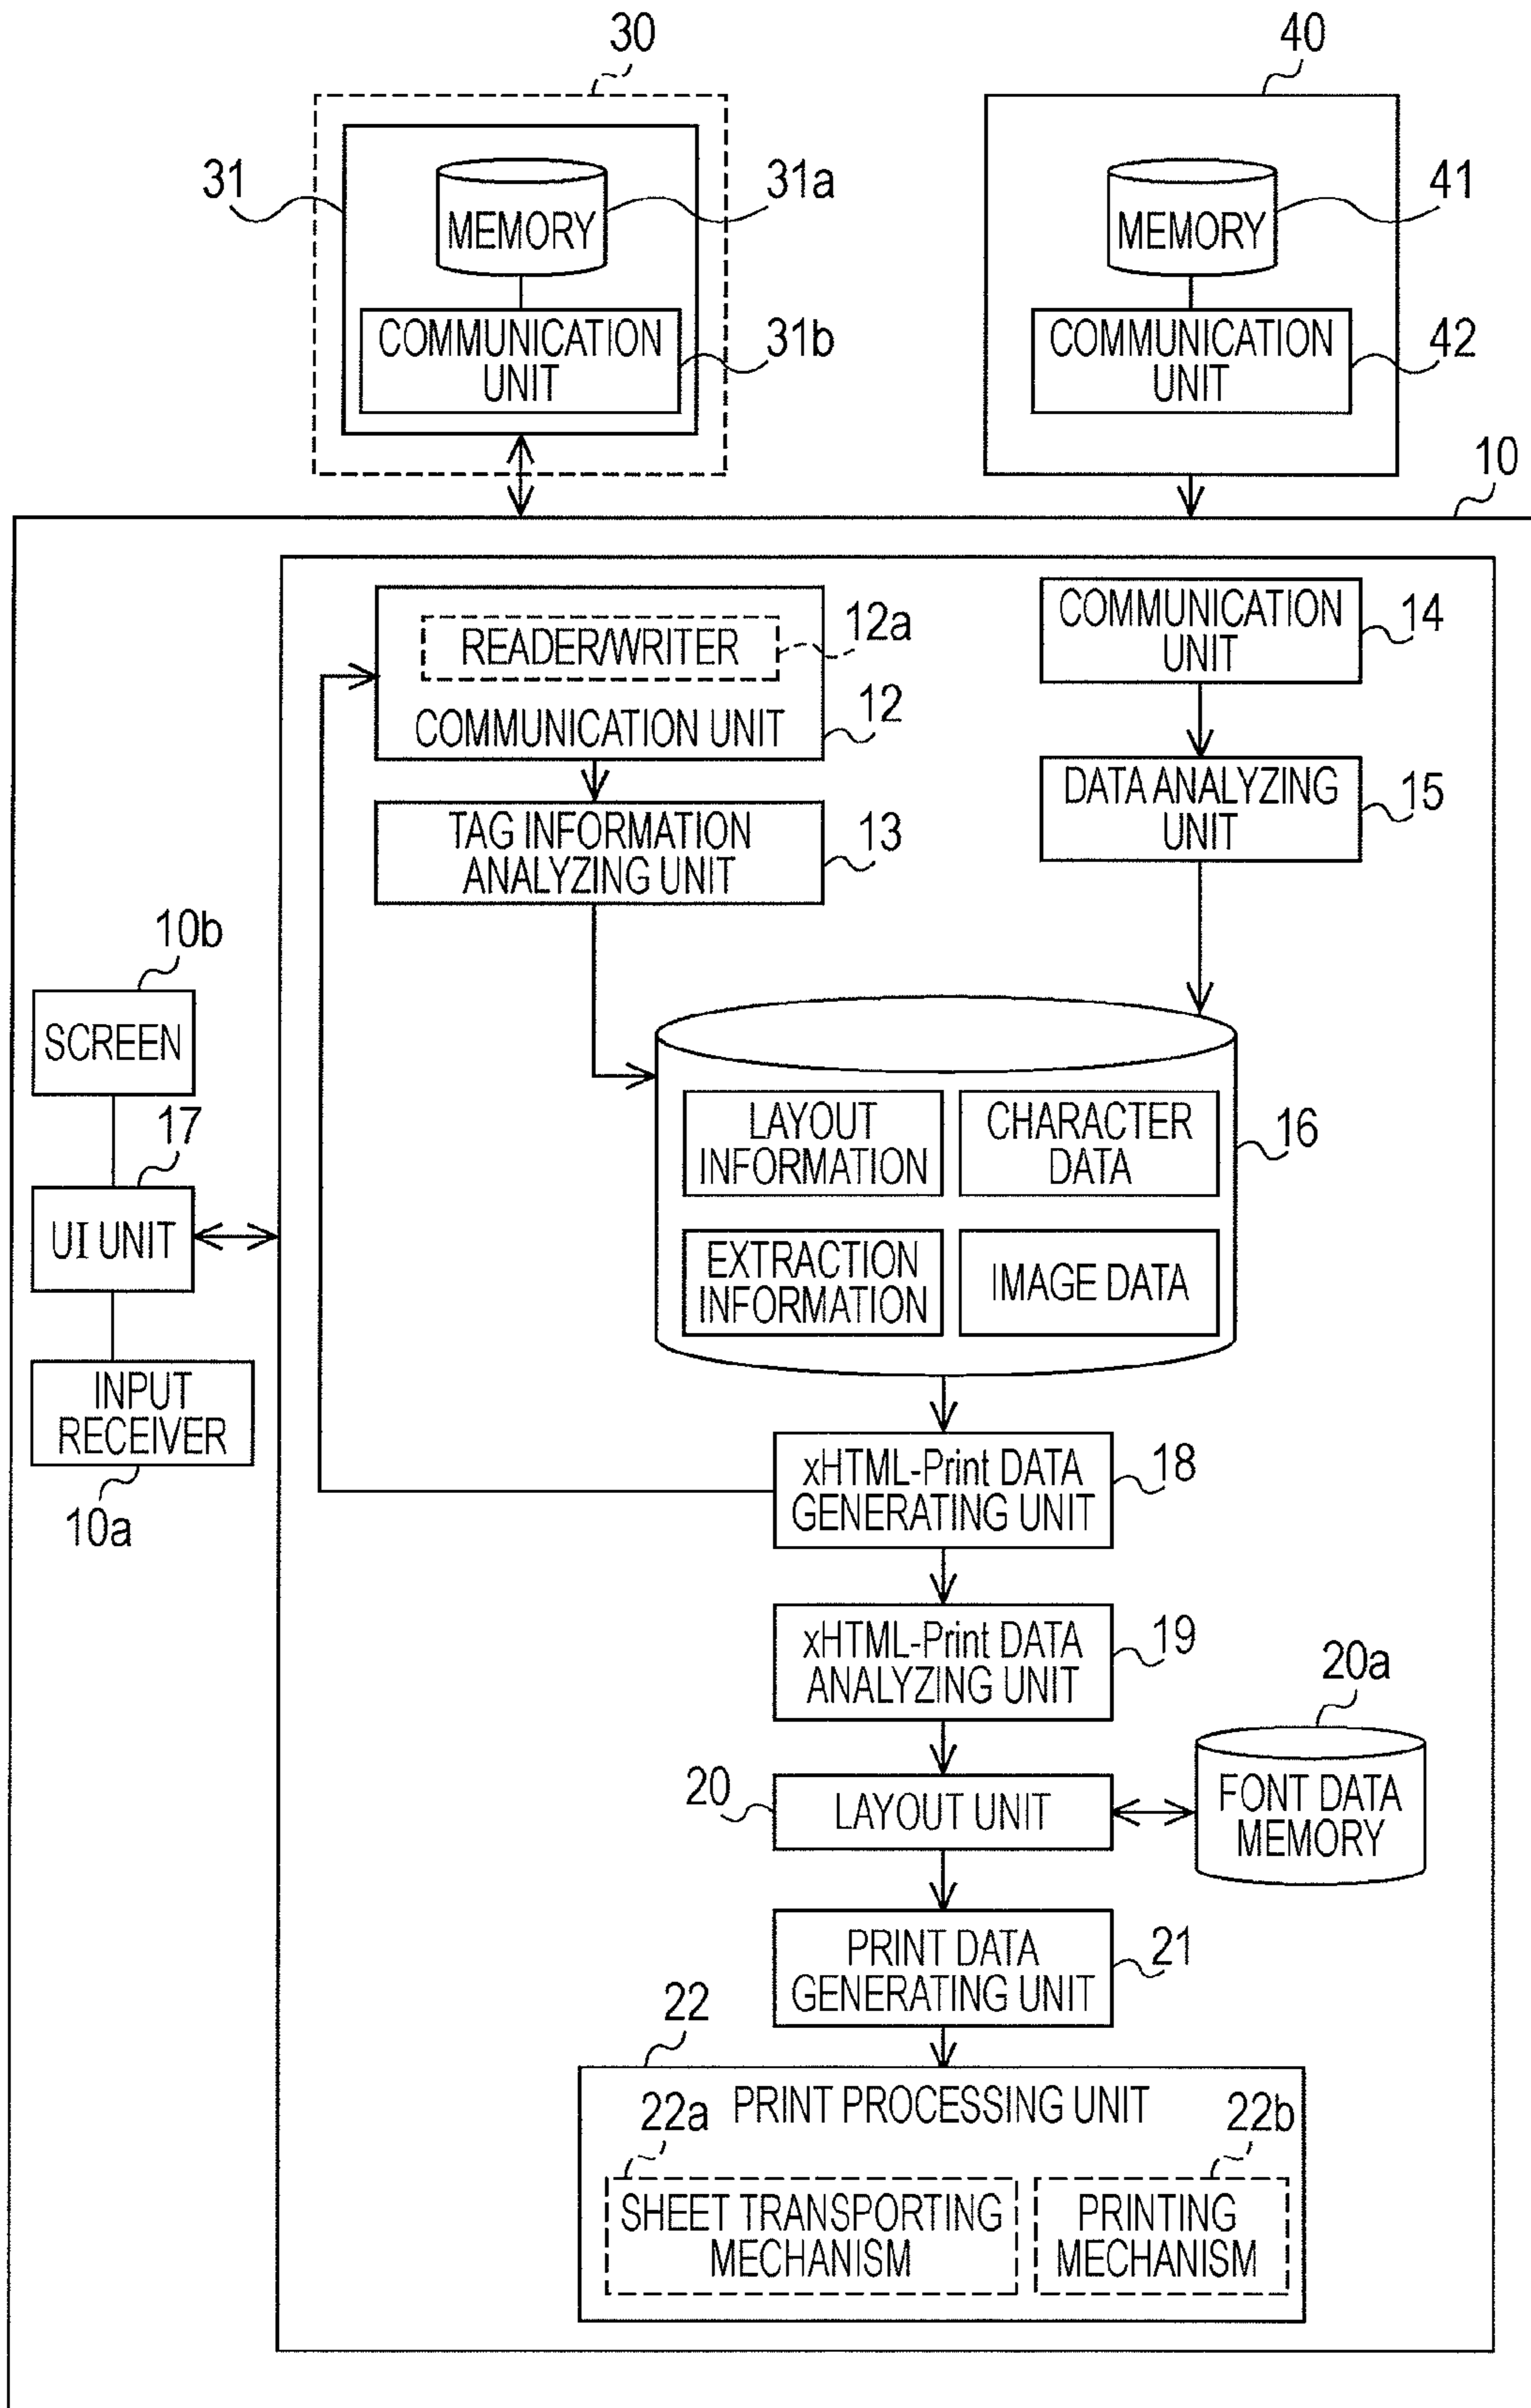 30
40
31
MEMORY
31a
COMMUNICATION
UNIT
31b
MEMORY
41
COMMUNICATION
UNIT
42
10
READER/WRITER
12a
COMMUNICATION UNIT
12
COMMUNICATION
UNIT
14
TAG INFORMATION
ANALYZING UNIT
13
DATA ANALYZING
UNIT
15
10b
SCREEN
17
UI UNIT
INPUT
RECEIVER
10a
LAYOUT
INFORMATION
CHARACTER
DATA
16
EXTRACTION
INFORMATION
IMAGE DATA
xHTML-Print DATA
GENERATING UNIT
18
xHTML-Print DATA
ANALYZING UNIT
19
20a
20
LAYOUT UNIT
FONT DATA
MEMORY
PRINT DATA
GENERATING UNIT
21
22
PRINT PROCESSING UNIT
22a
22b
SHEET TRANSPORTING
MECHANISM
PRINTING
MECHANISM